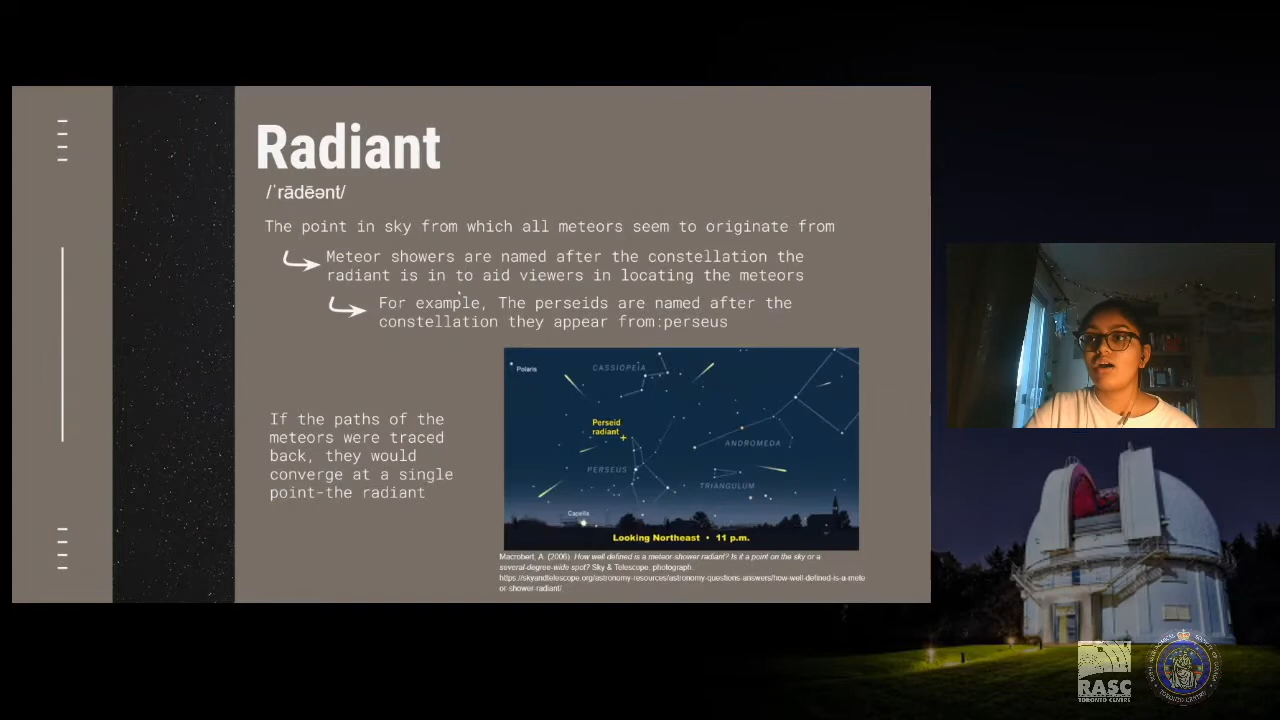 Radiant
/ˈrādēənt/
The point in sky from which all meteors seem to originate from
Meteor showers are named after the constellation the
radiant is in to aid viewers in locating the meteors
For example, The perseids are named after the
constellation they appear from:perseus
If the paths of the
meteors were traced
back, they would
converge at a single
point-the radiant
Polaris
CASSIOPEIA
Perseid
radiant
ANDROMEDA
PERSEUS
TRIANGULUM
Capella
Looking Northeast • 11 p.m.
Macrobert, A. (2006). How well defined is a meteor-shower radiant? Is it a point on the sky or a
several-degree-wide spot? Sky & Telescope. photograph.
https://skyandtelescope.org/astronomy-resources/astronomy-questions-answers/how-well-defined-is-a-mete
or-shower-radiant/
RASC
TORONTO CENTRE